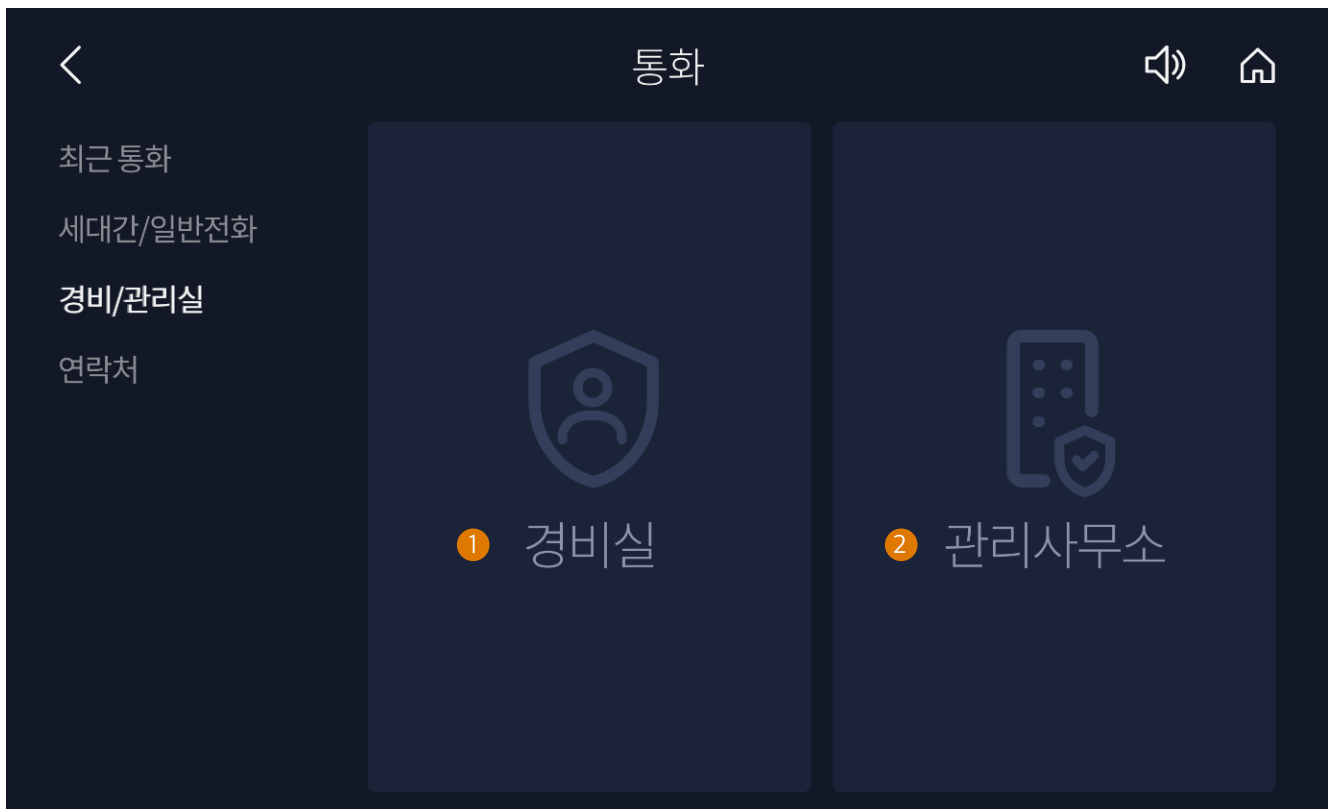 통화
최근 통화
세대간/일반전화
경비/관리실
연락처
1 경비실
2 관리사무소